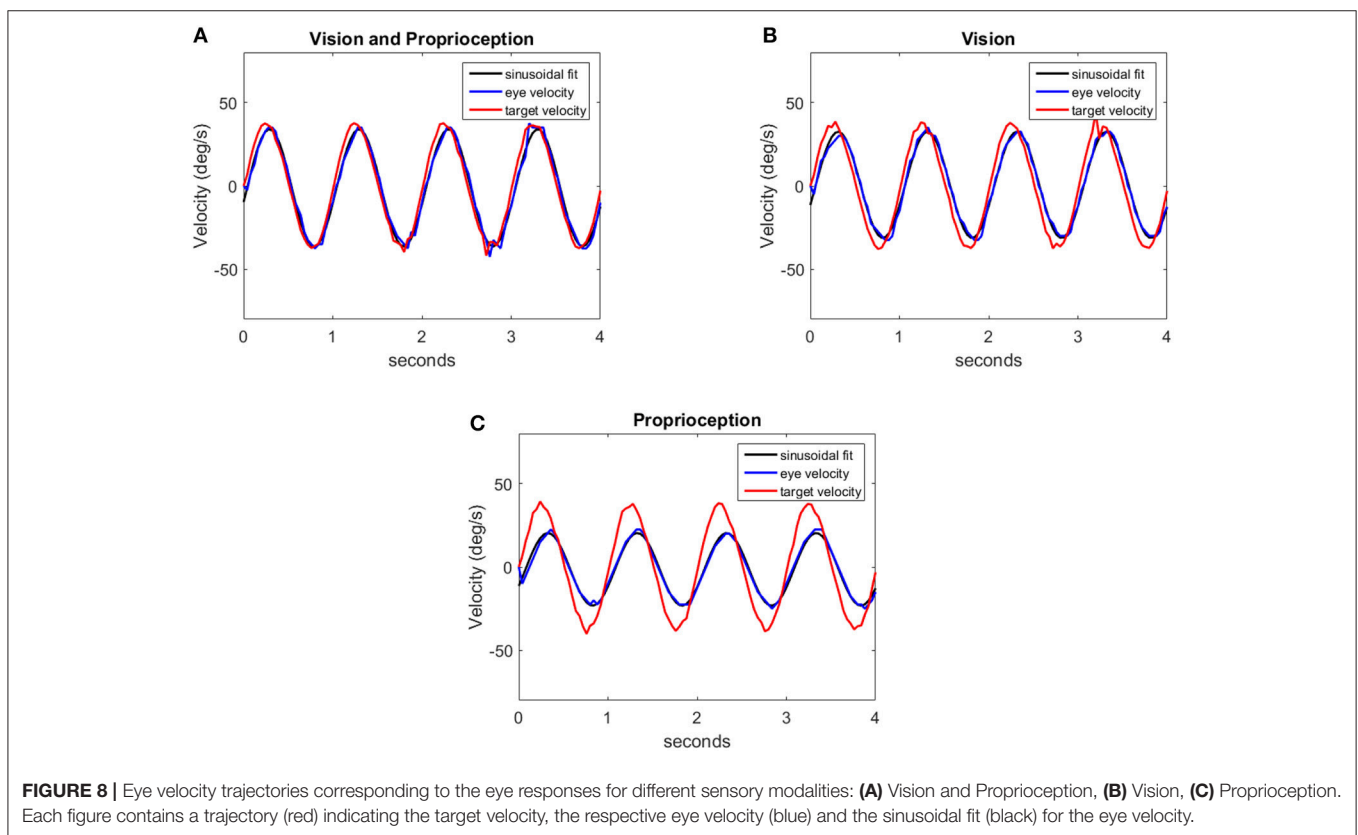 A
Vision and Proprioception
sinusoidal fit
eye velocity
target velocity
Velocity (deg/s)
50
0
-50
0 1 2 3 4
seconds
B
Vision
sinusoidal fit
eye velocity
target velocity
Velocity (deg/s)
50
0
-50
0 1 2 3 4
seconds
C
Proprioception
sinusoidal fit
eye velocity
target velocity
Velocity (deg/s)
50
0
-50
0 1 2 3 4
seconds
FIGURE 8 | Eye velocity trajectories corresponding to the eye responses for different sensory modalities: (A) Vision and Proprioception, (B) Vision, (C) Proprioception.
Each figure contains a trajectory (red) indicating the target velocity, the respective eye velocity (blue) and the sinusoidal fit (black) for the eye velocity.